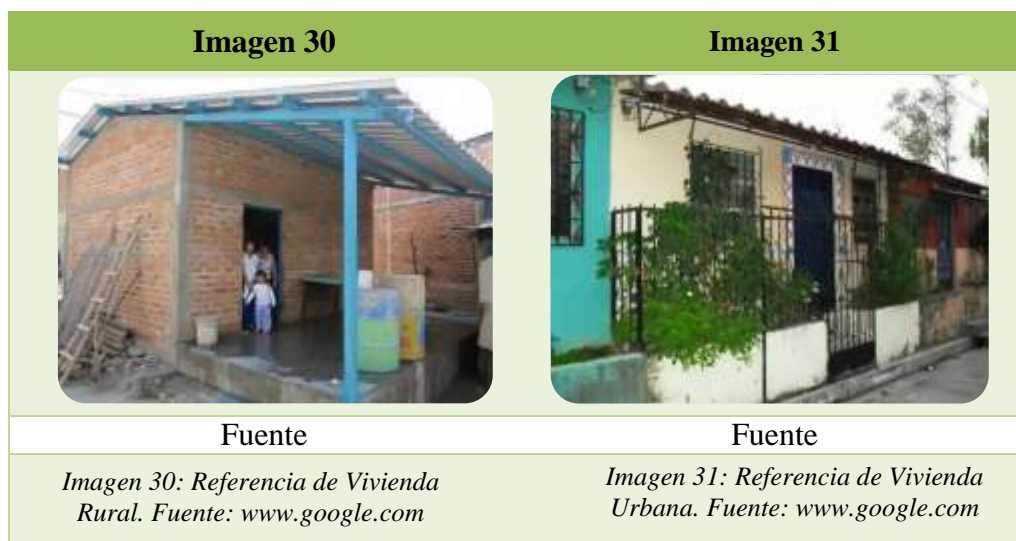 Imagen 30
Imagen 31
Fuente
Fuente
Imagen 30: Referencia de Vivienda
Rural. Fuente: www.google.com
Imagen 31: Referencia de Vivienda
Urbana. Fuente: www.google.com